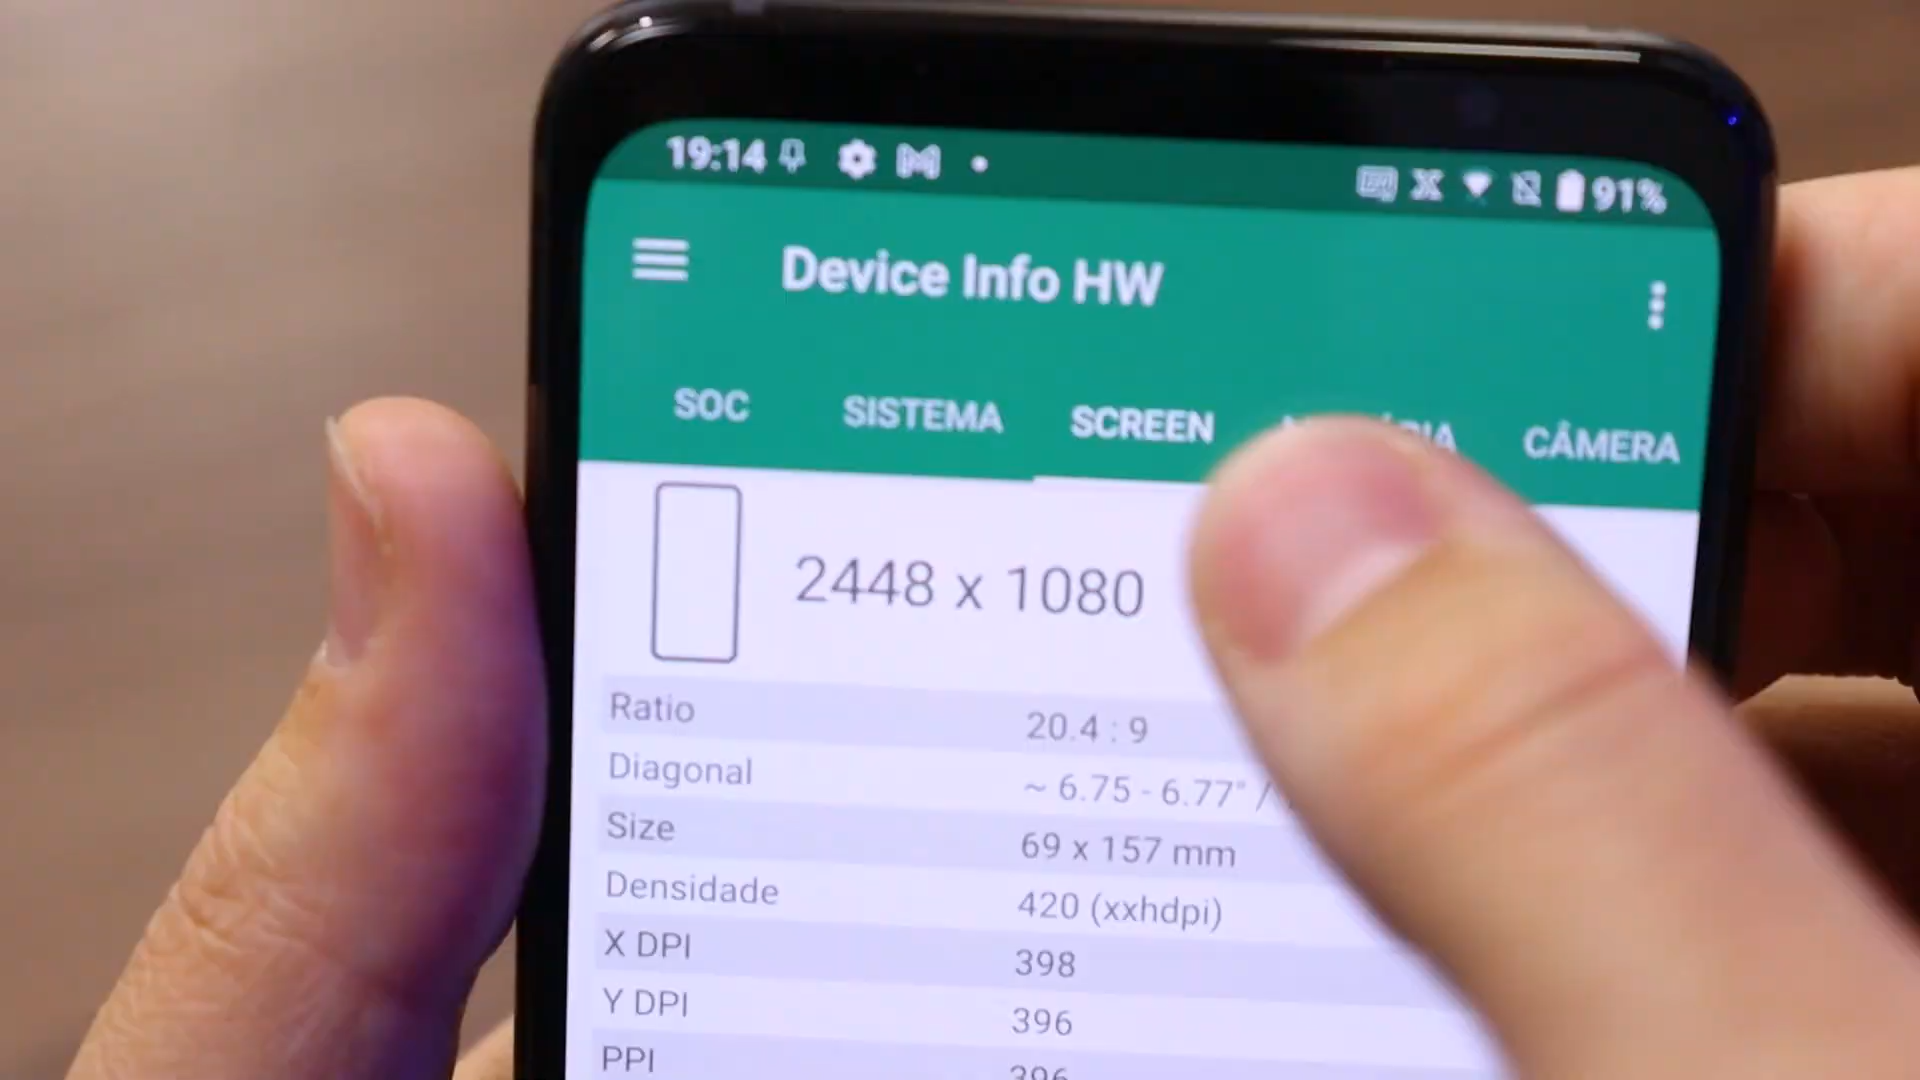 19:14 91%
Device Info HW
SOC SISTEMA SCREEN CÂMERA
2448 x 1080
Ratio 20.4 : 9
Diagonal ~ 6.75 - 6.77" /
Size 69 x 157 mm
Densidade 420 (xxhdpi)
X DPI 398
Y DPI 396
PPI 396